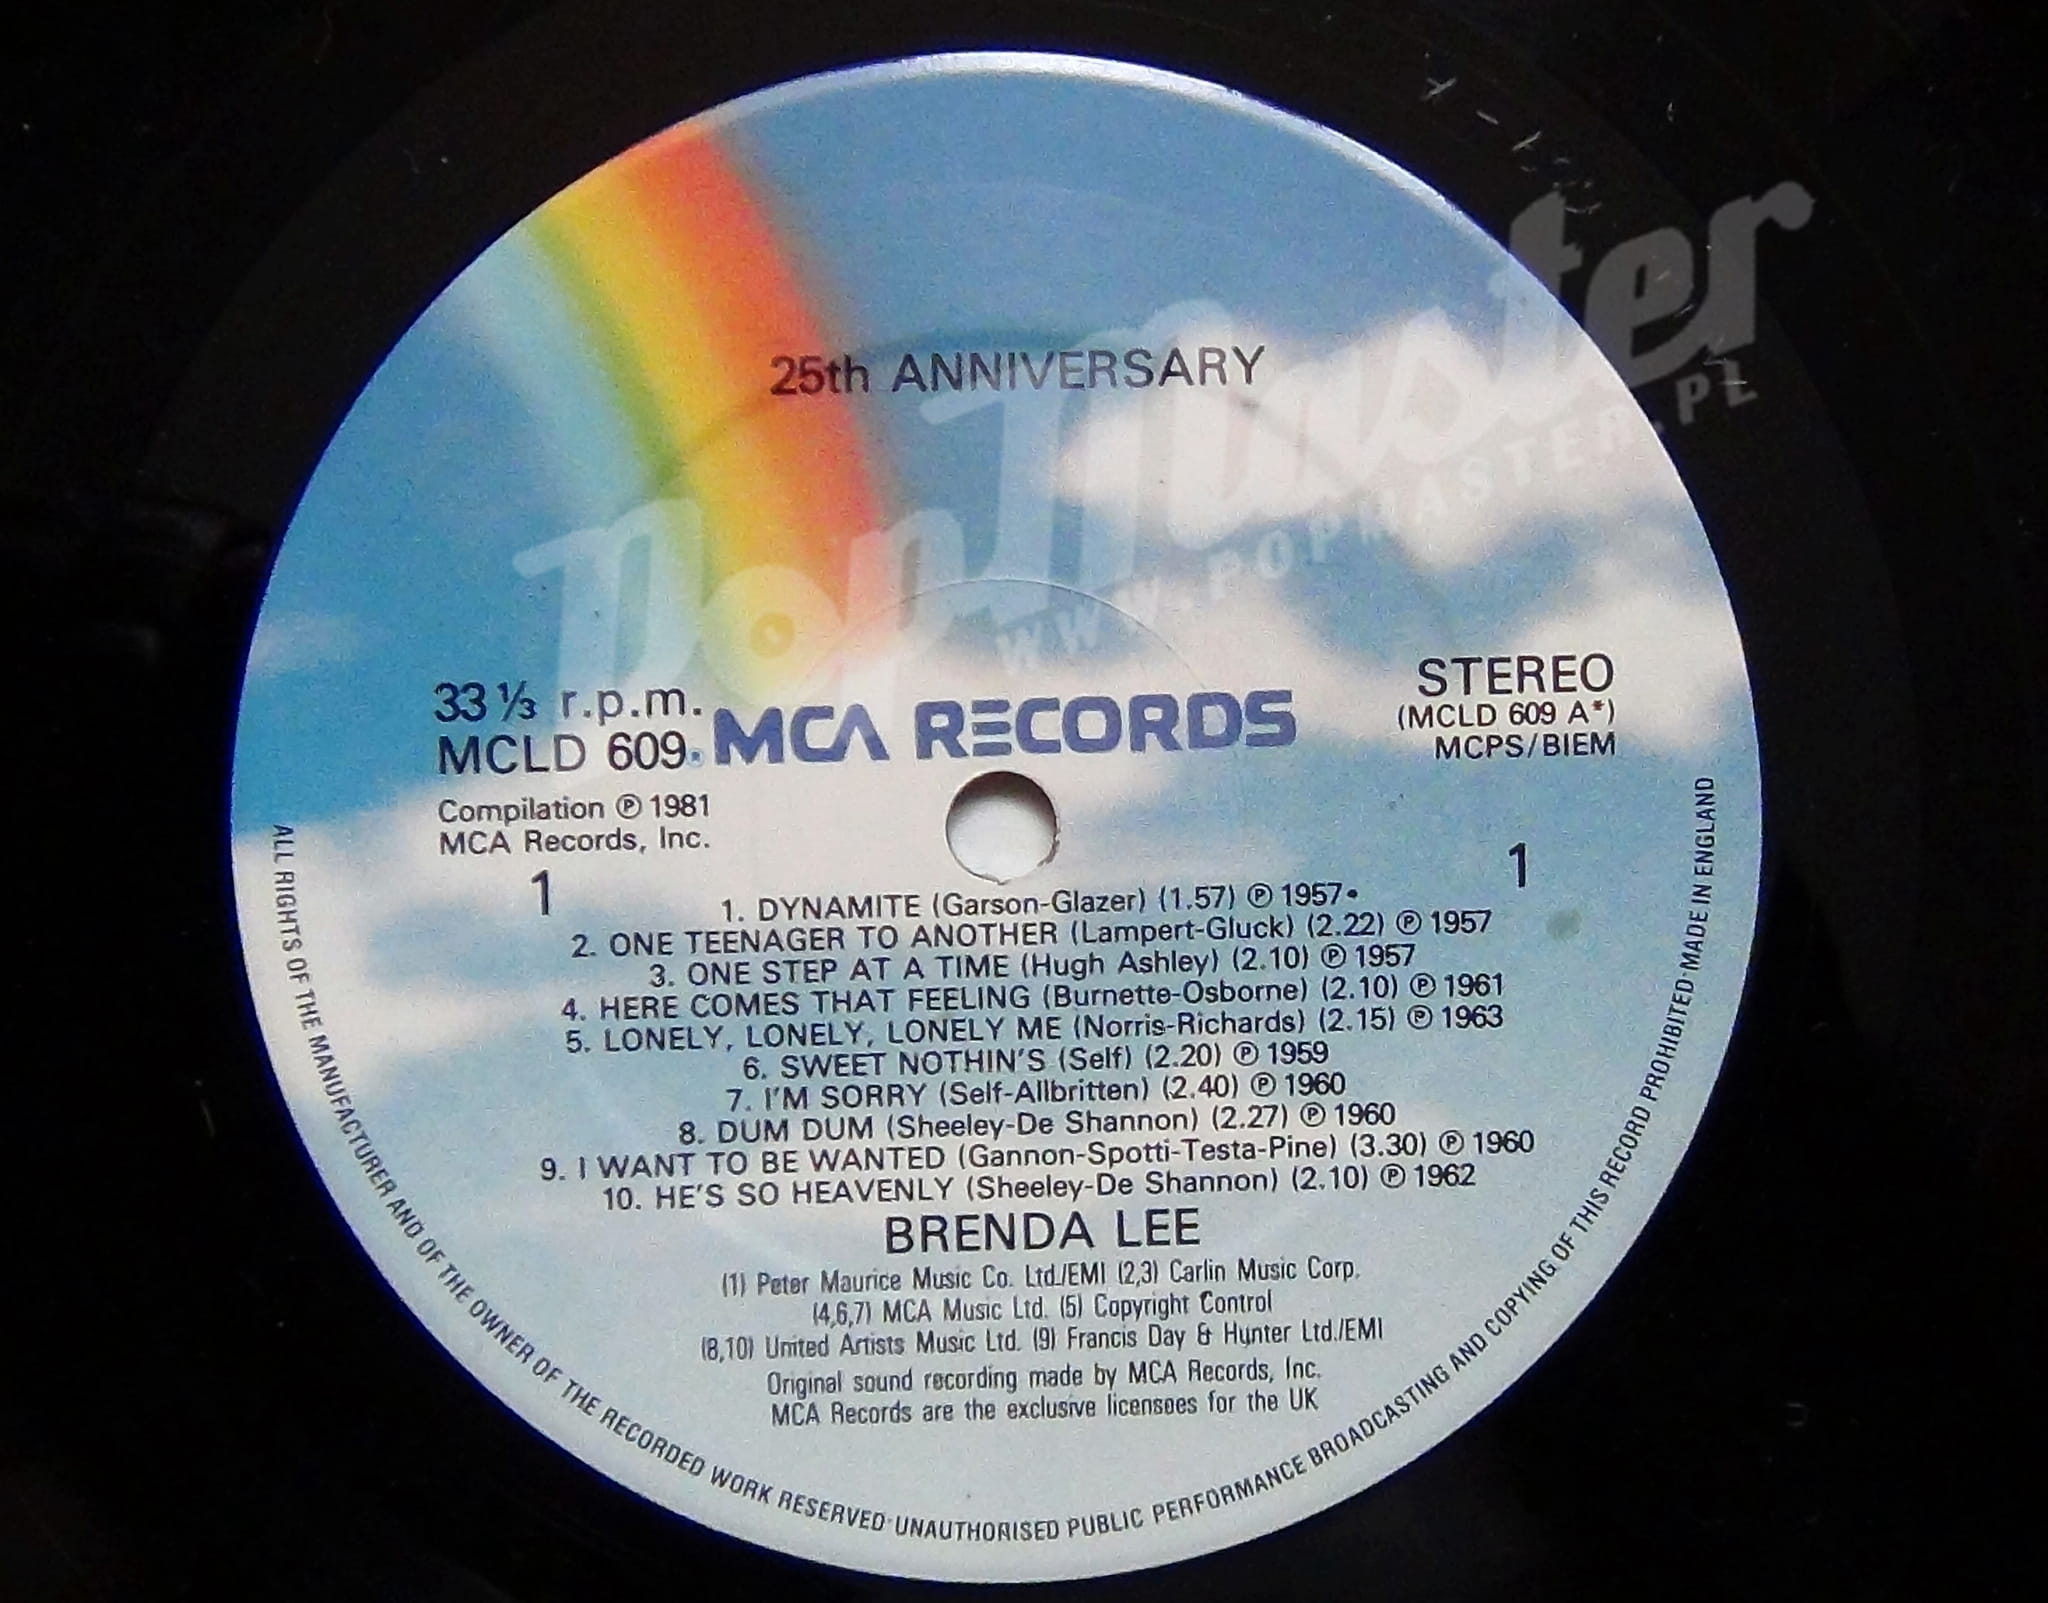 25th ANNIVERSARY
PopMaster
WWW.POPMASTER.PL
33 ⅓ r.p.m.
MCLD 609
MCA RECORDS
STEREO
(MCLD 609 A*)
MCPS/BIEM
Compilation ℗ 1981
MCA Records, Inc.
1
1
1. DYNAMITE (Garson-Glazer) (1.57) ℗ 1957
2. ONE TEENAGER TO ANOTHER (Lampert-Gluck) (2.22) ℗ 1957
3. ONE STEP AT A TIME (Hugh Ashley) (2.10) ℗ 1957
4. HERE COMES THAT FEELING (Burnette-Osborne) (2.10) ℗ 1961
5. LONELY, LONELY, LONELY ME (Norris-Richards) (2.15) ℗ 1963
6. SWEET NOTHIN'S (Self) (2.20) ℗ 1959
7. I'M SORRY (Self-Allbritten) (2.40) ℗ 1960
8. DUM DUM (Sheeley-De Shannon) (2.27) ℗ 1960
9. I WANT TO BE WANTED (Gannon-Spotti-Testa-Pine) (3.30) ℗ 1960
10. HE'S SO HEAVENLY (Sheeley-De Shannon) (2.10) ℗ 1962
BRENDA LEE
(1) Peter Maurice Music Co. Ltd./EMI (2,3) Carlin Music Corp.
(4,6,7) MCA Music Ltd. (5) Copyright Control
(8,10) United Artists Music Ltd. (9) Francis Day & Hunter Ltd./EMI
Original sound recording made by MCA Records, Inc.
MCA Records are the exclusive licensees for the UK
ALL RIGHTS OF THE MANUFACTURER AND OF THE OWNER OF THE RECORDED WORK RESERVED·UNAUTHORISED PUBLIC PERFORMANCE BROADCASTING AND COPYING OF THIS RECORD PROHIBITED·MADE IN ENGLAND